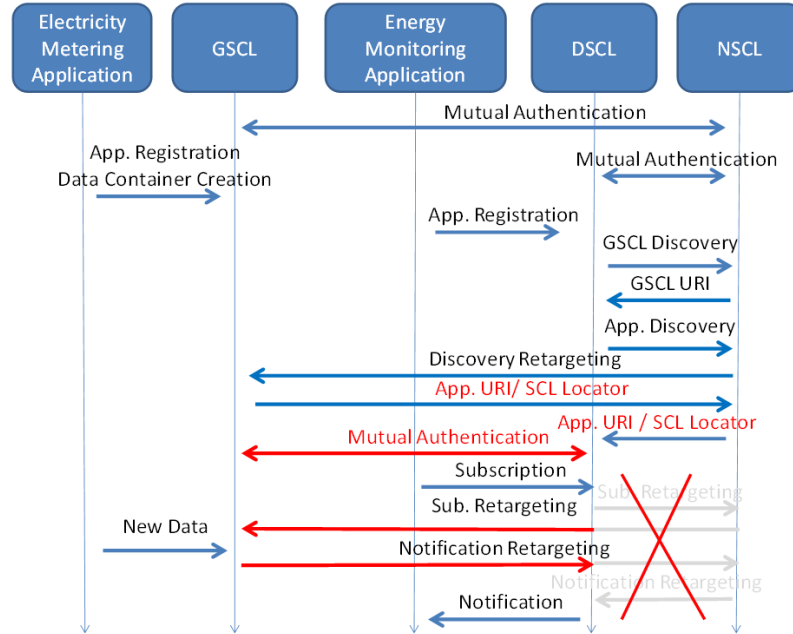 Electricity
Metering
Application
GSCL
Energy
Monitoring
Application
DSCL
NSCL
Mutual Authentication
App. Registration
Data Container Creation
Mutual Authentication
App. Registration
GSCL Discovery
GSCL URI
App. Discovery
Discovery Retargeting
App. URI/ SCL Locator
App. URI / SCL Locator
Mutual Authentication
Subscription
Sub. Retargeting
Sub. Retargeting
New Data
Notification Retargeting
Notification Retargeting
Notification